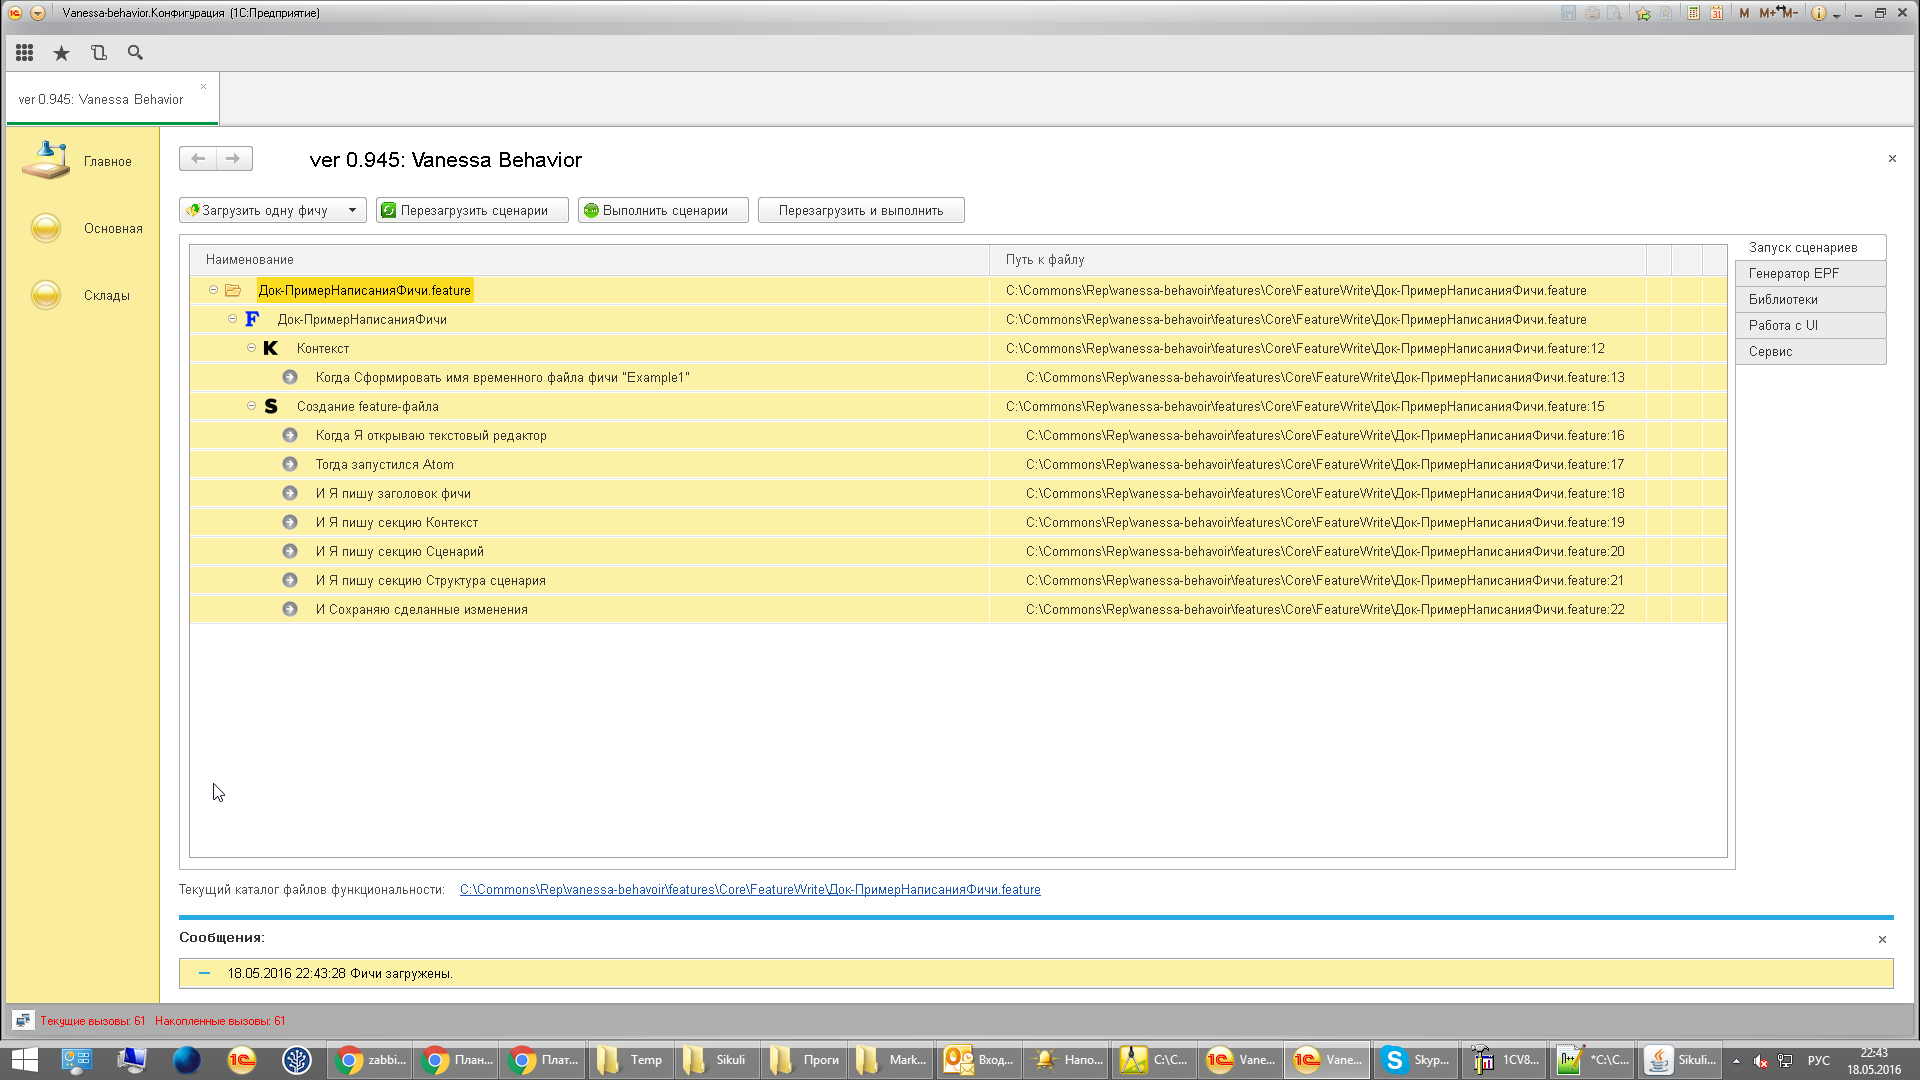 Vanessa-behavior.Конфигурация (1С:Предприятие)
M M+ M-
ver 0.945: Vanessa Behavior
Главное
Основная
Склады
ver 0.945: Vanessa Behavior
Загрузить одну фичу
Перезагрузить сценарии
Выполнить сценарии
Перезагрузить и выполнить
Наименование Путь к файлу
Док-ПримерНаписанияФичи.feature C:\Commons\Rep\vanessa-behavoir\features\Core\FeatureWrite\Док-ПримерНаписанияФичи.feature
F Док-ПримерНаписанияФичи C:\Commons\Rep\vanessa-behavoir\features\Core\FeatureWrite\Док-ПримерНаписанияФичи.feature
K Контекст C:\Commons\Rep\vanessa-behavoir\features\Core\FeatureWrite\Док-ПримерНаписанияФичи.feature:12
Когда Сформировать имя временного файла фичи "Example1" C:\Commons\Rep\vanessa-behavoir\features\Core\FeatureWrite\Док-ПримерНаписанияФичи.feature:13
S Создание feature-файла C:\Commons\Rep\vanessa-behavoir\features\Core\FeatureWrite\Док-ПримерНаписанияФичи.feature:15
Когда Я открываю текстовый редактор C:\Commons\Rep\vanessa-behavoir\features\Core\FeatureWrite\Док-ПримерНаписанияФичи.feature:16
Тогда запустился Atom C:\Commons\Rep\vanessa-behavoir\features\Core\FeatureWrite\Док-ПримерНаписанияФичи.feature:17
И Я пишу заголовок фичи C:\Commons\Rep\vanessa-behavoir\features\Core\FeatureWrite\Док-ПримерНаписанияФичи.feature:18
И Я пишу секцию Контекст C:\Commons\Rep\vanessa-behavoir\features\Core\FeatureWrite\Док-ПримерНаписанияФичи.feature:19
И Я пишу секцию Сценарий C:\Commons\Rep\vanessa-behavoir\features\Core\FeatureWrite\Док-ПримерНаписанияФичи.feature:20
И Я пишу секцию Структура сценария C:\Commons\Rep\vanessa-behavoir\features\Core\FeatureWrite\Док-ПримерНаписанияФичи.feature:21
И Сохраняю сделанные изменения C:\Commons\Rep\vanessa-behavoir\features\Core\FeatureWrite\Док-ПримерНаписанияФичи.feature:22
Запуск сценариев
Генератор EPF
Библиотеки
Работа с UI
Сервис
Текущий каталог файлов функциональности: C:\Commons\Rep\vanessa-behavoir\features\Core\FeatureWrite\Док-ПримерНаписанияФичи.feature
Сообщения:
18.05.2016 22:43:28 Фичи загружены.
Текущие вызовы: 61 Накопленные вызовы: 61
zabbi... План... Плат... Temp Sikuli Проги Mark... Вход... Напо... C:\C... Vane... Vane... Skyp... 1CV8... *C:\C... Sikuli... РУС 22:43
18.05.2016